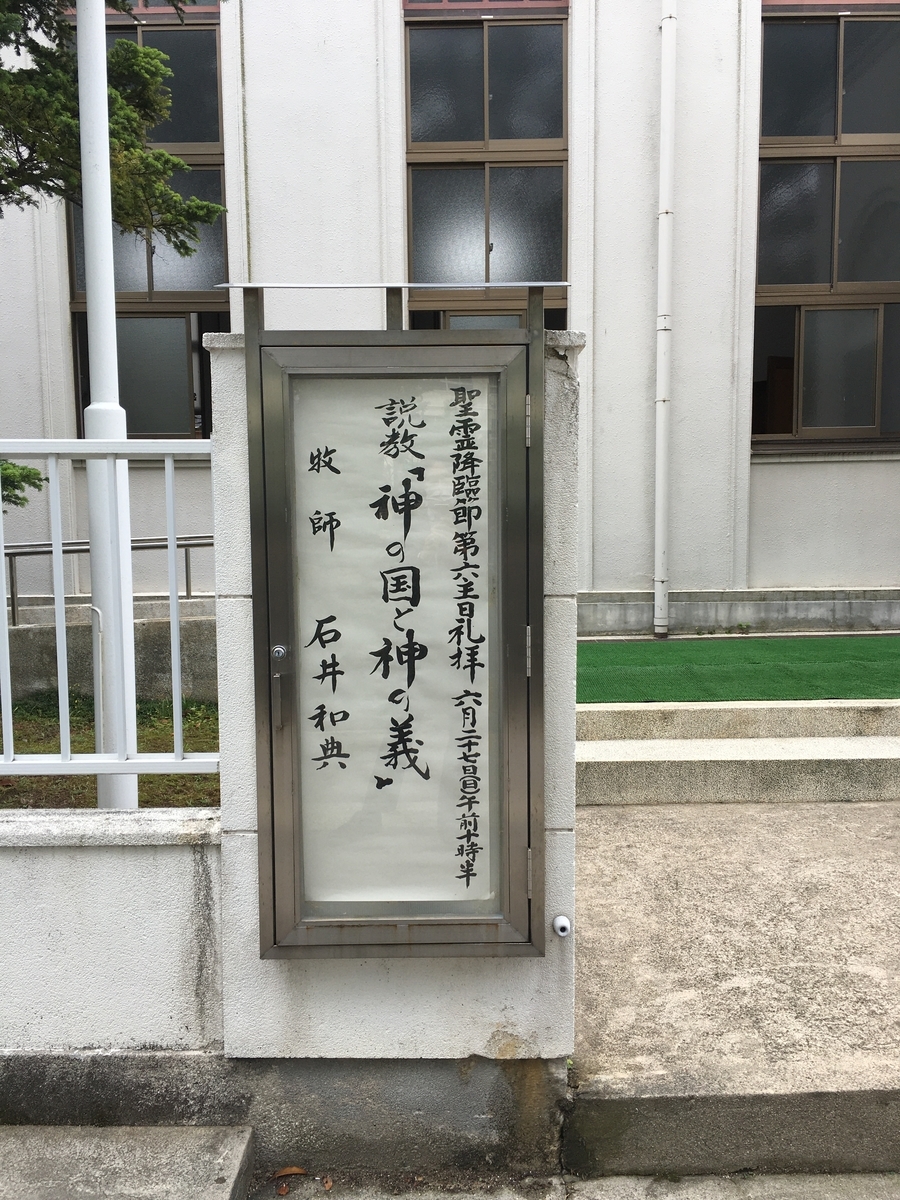 聖霊降臨節第六主日礼拝 六月二十七日㊐午前十時半
説教「神の国と神の義」
牧師 石井和典